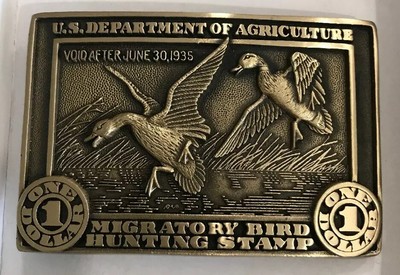 U.S. DEPARTMENT OF AGRICULTURE
VOID AFTER JUNE 30, 1935
ONE
1
DOLLAR
MIGRATORY BIRD
HUNTING STAMP
ONE
1
DOLLAR